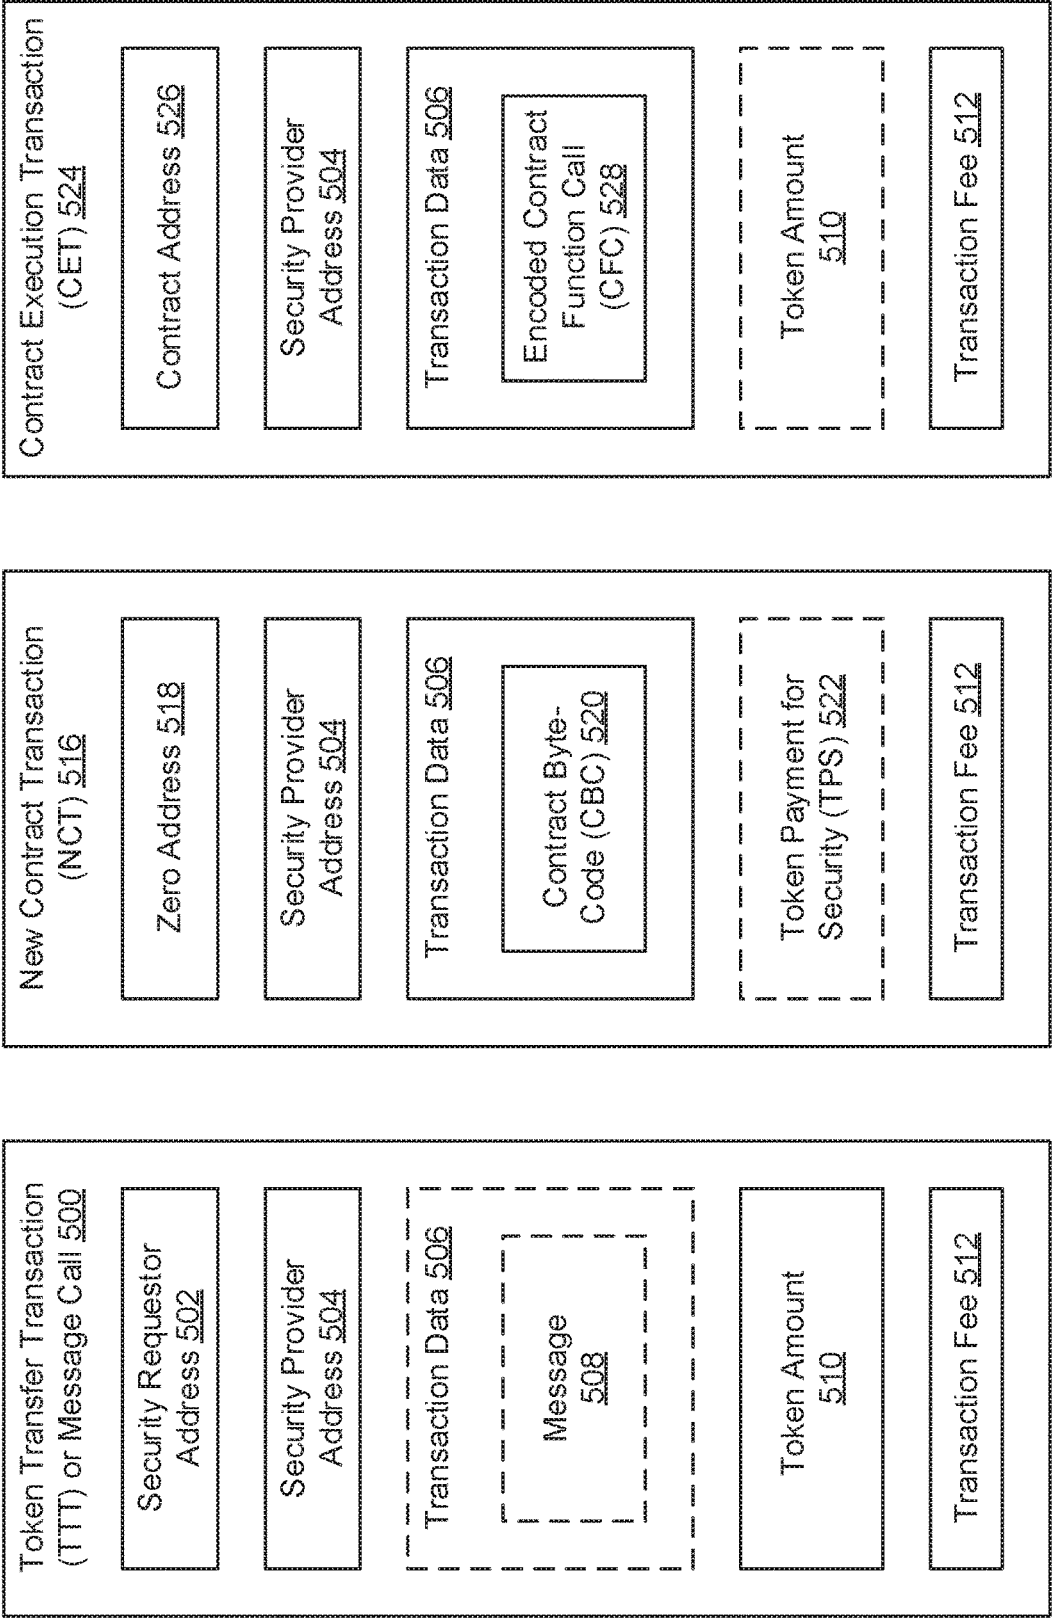 Token Transfer Transaction
(TTT) or Message Call 500
Security Requestor
Address 502
Security Provider
Address 504
Transaction Data 506
Message
508
Token Amount
510
Transaction Fee 512
New Contract Transaction
(NCT) 516
Zero Address 518
Security Provider
Address 504
Transaction Data 506
Contract Byte-
Code (CBC) 520
Token Payment for
Security (TPS) 522
Transaction Fee 512
Contract Execution Transaction
(CET) 524
Contract Address 526
Security Provider
Address 504
Transaction Data 506
Encoded Contract
Function Call
(CFC) 528
Token Amount
510
Transaction Fee 512